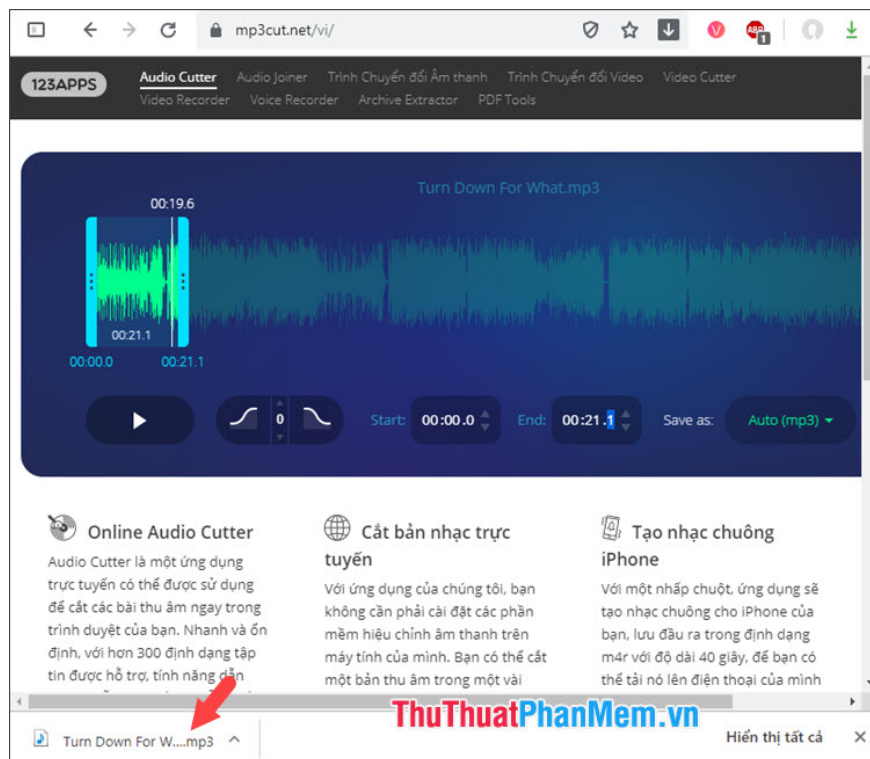 mp3cut.net/vi/
ABP
1
123APPS
Audio Cutter Audio Joiner Trình Chuyển đổi Âm thanh Trình Chuyển đổi Video Video Cutter
Video Recorder Voice Recorder Archive Extractor PDF Tools
Turn Down For What.mp3
00:19.6
00:21.1
00:00.0 00:21.1
0 Start: 00:00.0 End: 00:21.1 Save as: Auto (mp3)
Online Audio Cutter
Audio Cutter là một ứng dụng
trực tuyến có thể được sử dụng
để cắt các bài thu âm ngay trong
trình duyệt của bạn. Nhanh và ổn
định, với hơn 300 định dạng tập
tin được hỗ trợ, tính năng dẫn
Cắt bản nhạc trực
tuyến
Với ứng dụng của chúng tôi, bạn
không cần phải cài đặt các phần
mềm hiệu chỉnh âm thanh trên
máy tính của mình. Bạn có thể cắt
một bản thu âm trong một vài
Tạo nhạc chuông
iPhone
Với một nhấp chuột, ứng dụng sẽ
tạo nhạc chuông cho iPhone của
bạn, lưu đầu ra trong định dạng
m4r với độ dài 40 giây, để bạn có
thể tải nó lên điện thoại của mình
ThuThuatPhanMem.vn
Turn Down For W....mp3
Hiển thị tất cả